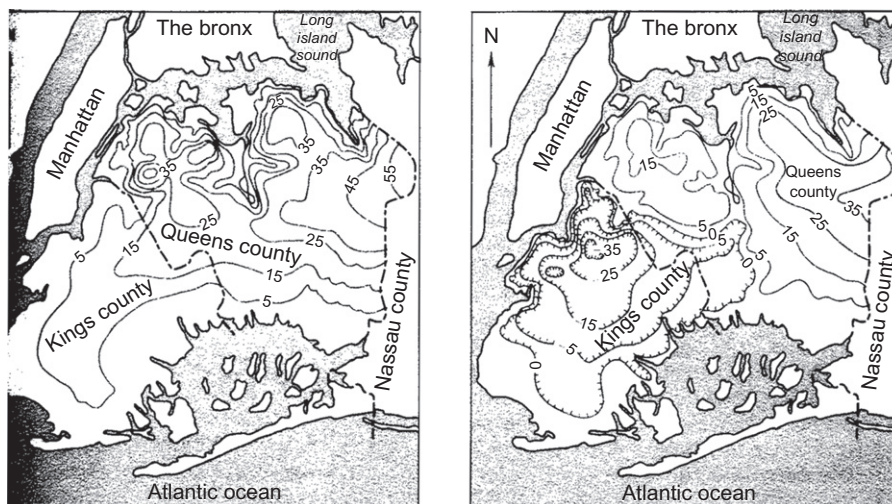 The bronx
Long
island
sound
Manhattan
25
35
35
35
45
55
25
25
15
5
Queens county
15
5
Kings county
Nassau county
Atlantic ocean
N
The bronx
Long
island
sound
Manhattan
5
15
25
15
Queens
county
35
25
15
5
5
0
5
0
35
25
15
Kings county
5
0
Nassau county
Atlantic ocean